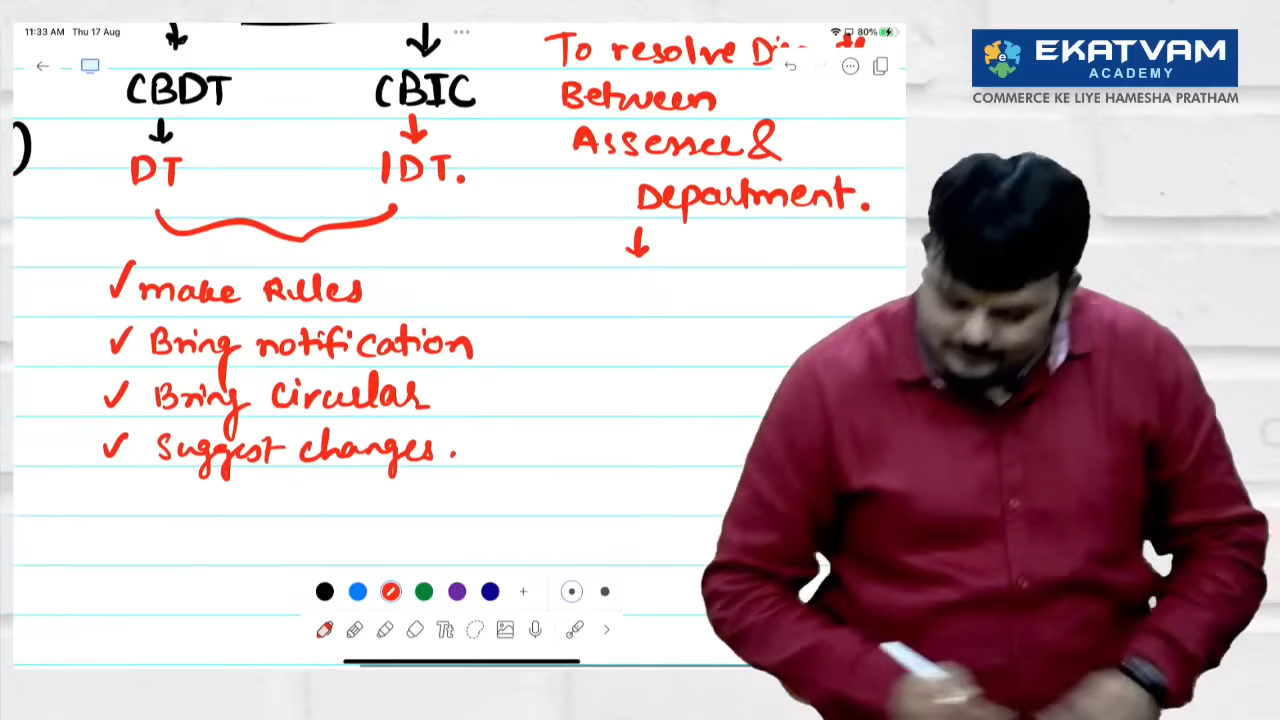 11:33 AM Thu 17 Aug
80%
CBDT CBIC
DT IDT.
make Rules
Bring notification
Bring Circular
Suggest changes.
To resolve
Between
Assessee &
Department.
Tt
EKATVAM
ACADEMY
COMMERCE KE LIYE HAMESHA PRATHAM